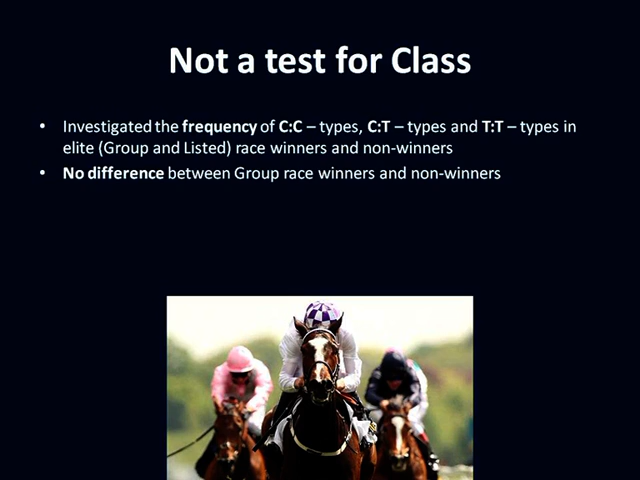 Not a test for Class
• Investigated the frequency of C:C – types, C:T – types and T:T – types in
elite (Group and Listed) race winners and non-winners
• No difference between Group race winners and non-winners